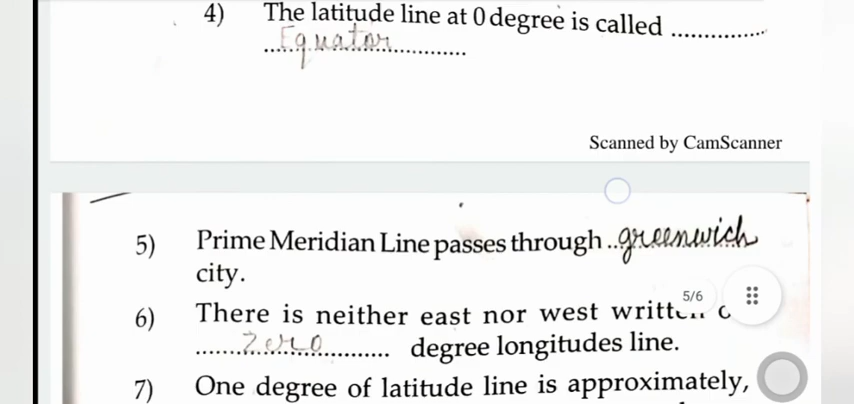 4) The latitude line at 0 degree is called ...............
....Equator..................
Scanned by CamScanner
5) Prime Meridian Line passes through ..greenwich
city.
5/6
6) There is neither east nor west written
........Zero............. degree longitudes line.
7) One degree of latitude line is approximately,